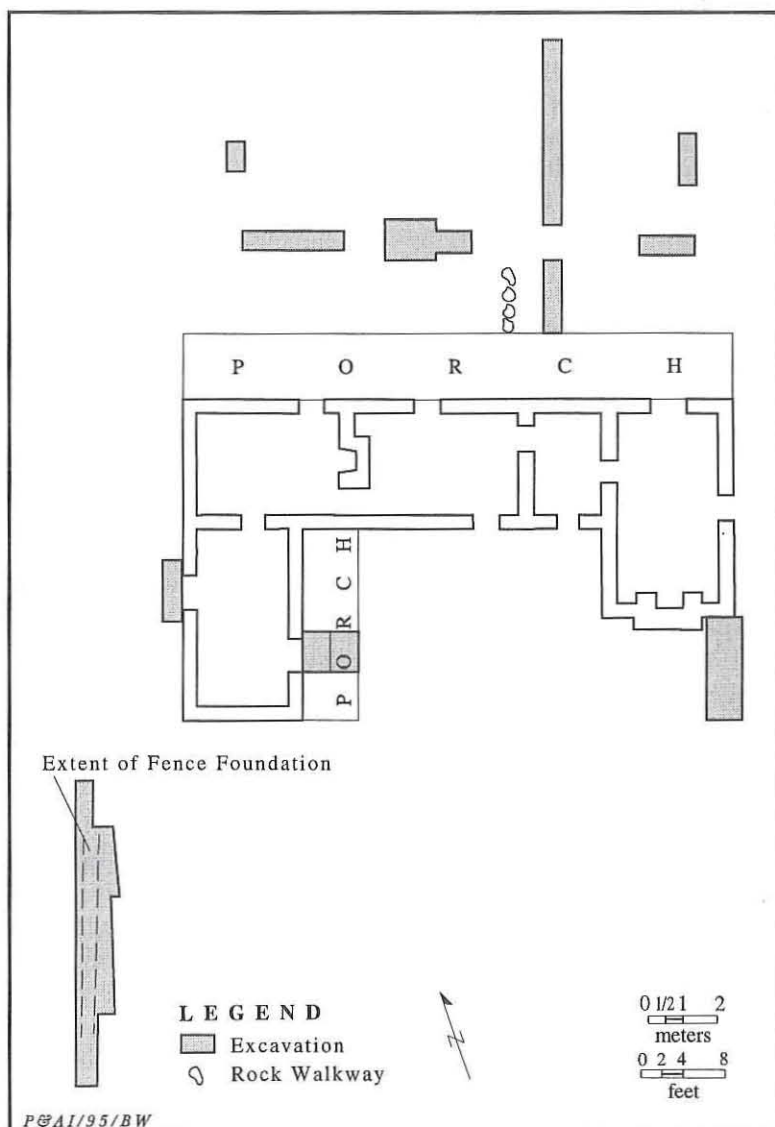 P O R C H
P O R C H
Extent of Fence Foundation
LEGEND
Excavation
Rock Walkway
N
0 1/2 1 2
meters
0 2 4 8
feet
P&AI/95/BW